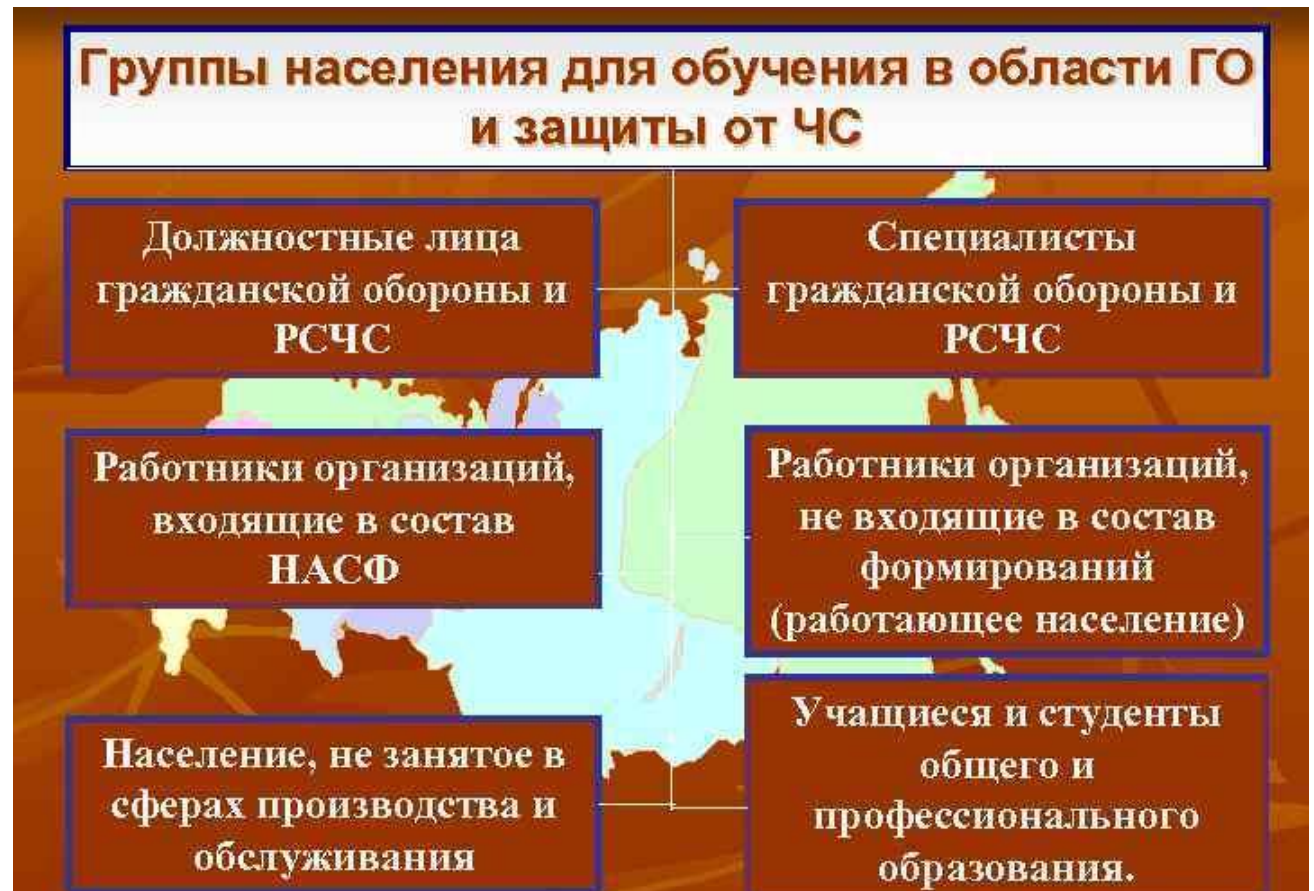 Группы населения для обучения в области ГО
и защиты от ЧС
Должностные лица
гражданской обороны и
РСЧС
Специалисты
гражданской обороны и
РСЧС
Работники организаций,
входящие в состав
НАСФ
Работники организаций,
не входящие в состав
формирований
(работающее население)
Население, не занятое в
сферах производства и
обслуживания
Учащиеся и студенты
общего и
профессионального
образования.